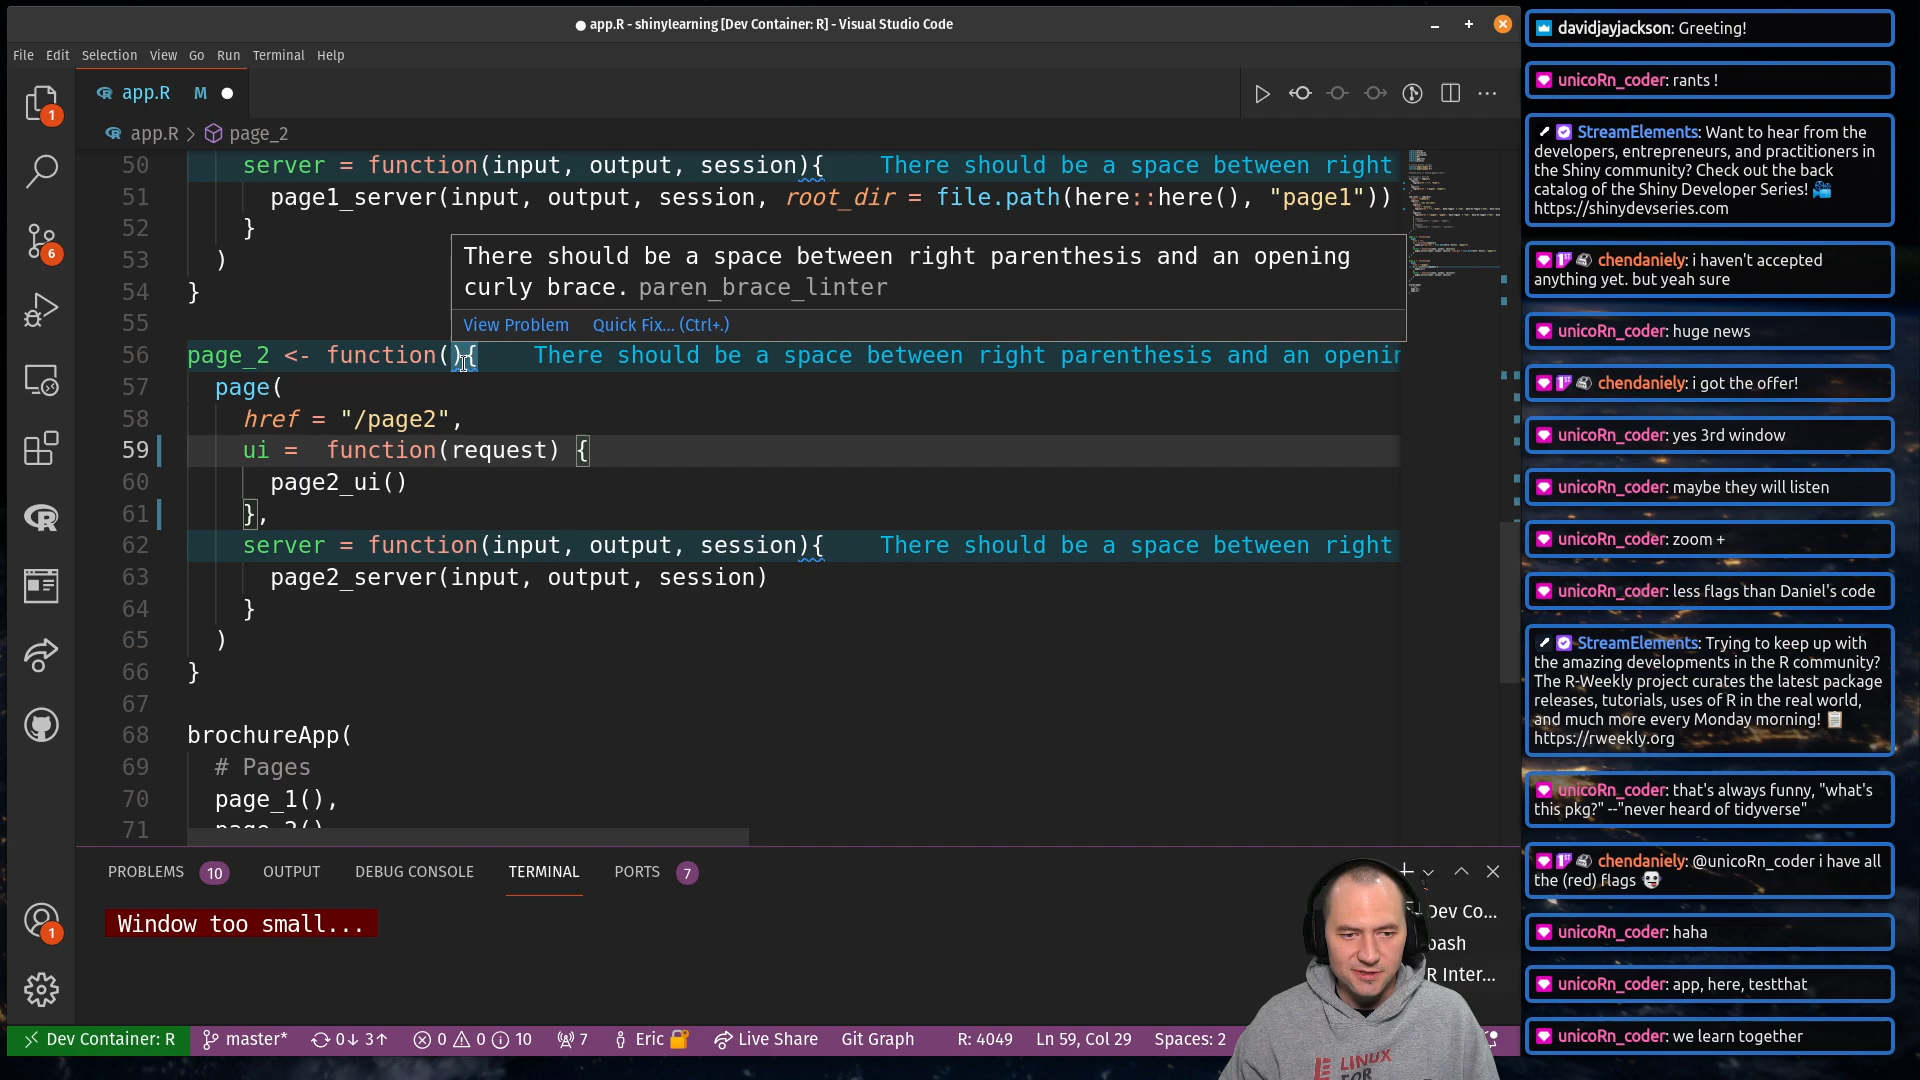 app.R - shinylearning [Dev Container: R] - Visual Studio Code
File Edit Selection View Go Run Terminal Help
app.R M
app.R > page_2
50 server = function(input, output, session){ There should be a space between right
51 page1_server(input, output, session, root_dir = file.path(here::here(), "page1"))
52 }
53 )
54 }
55
There should be a space between right parenthesis and an opening
curly brace. paren_brace_linter
View Problem Quick Fix... (Ctrl+.)
56 page_2 <- function(){ There should be a space between right parenthesis and an openin
57 page(
58 href = "/page2",
59 ui =  function(request) {
60 page2_ui()
61 },
62 server = function(input, output, session){ There should be a space between right
63 page2_server(input, output, session)
64 }
65 )
66 }
67
68 brochureApp(
69 # Pages
70 page_1(),
71 page_2()
PROBLEMS 10 OUTPUT DEBUG CONSOLE TERMINAL PORTS 7
Window too small...
Dev Co...
bash
R Inter...
1
6
1
Dev Container: R master* 0↓ 3↑ 0 0 10 7 Eric Live Share Git Graph R: 4049 Ln 59, Col 29 Spaces: 2
LINUX
FOR
davidjayjackson: Greeting!
unicoRn_coder: rants !
StreamElements: Want to hear from the
developers, entrepreneurs, and practitioners in
the Shiny community? Check out the back
catalog of the Shiny Developer Series!
https://shinydevseries.com
chendaniely: i haven't accepted
anything yet. but yeah sure
unicoRn_coder: huge news
chendaniely: i got the offer!
unicoRn_coder: yes 3rd window
unicoRn_coder: maybe they will listen
unicoRn_coder: zoom +
unicoRn_coder: less flags than Daniel's code
StreamElements: Trying to keep up with
the amazing developments in the R community?
The R-Weekly project curates the latest package
releases, tutorials, uses of R in the real world,
and much more every Monday morning!
https://rweekly.org
unicoRn_coder: that's always funny, "what's
this pkg?" --"never heard of tidyverse"
chendaniely: @unicoRn_coder i have all
the (red) flags
unicoRn_coder: haha
unicoRn_coder: app, here, testthat
unicoRn_coder: we learn together